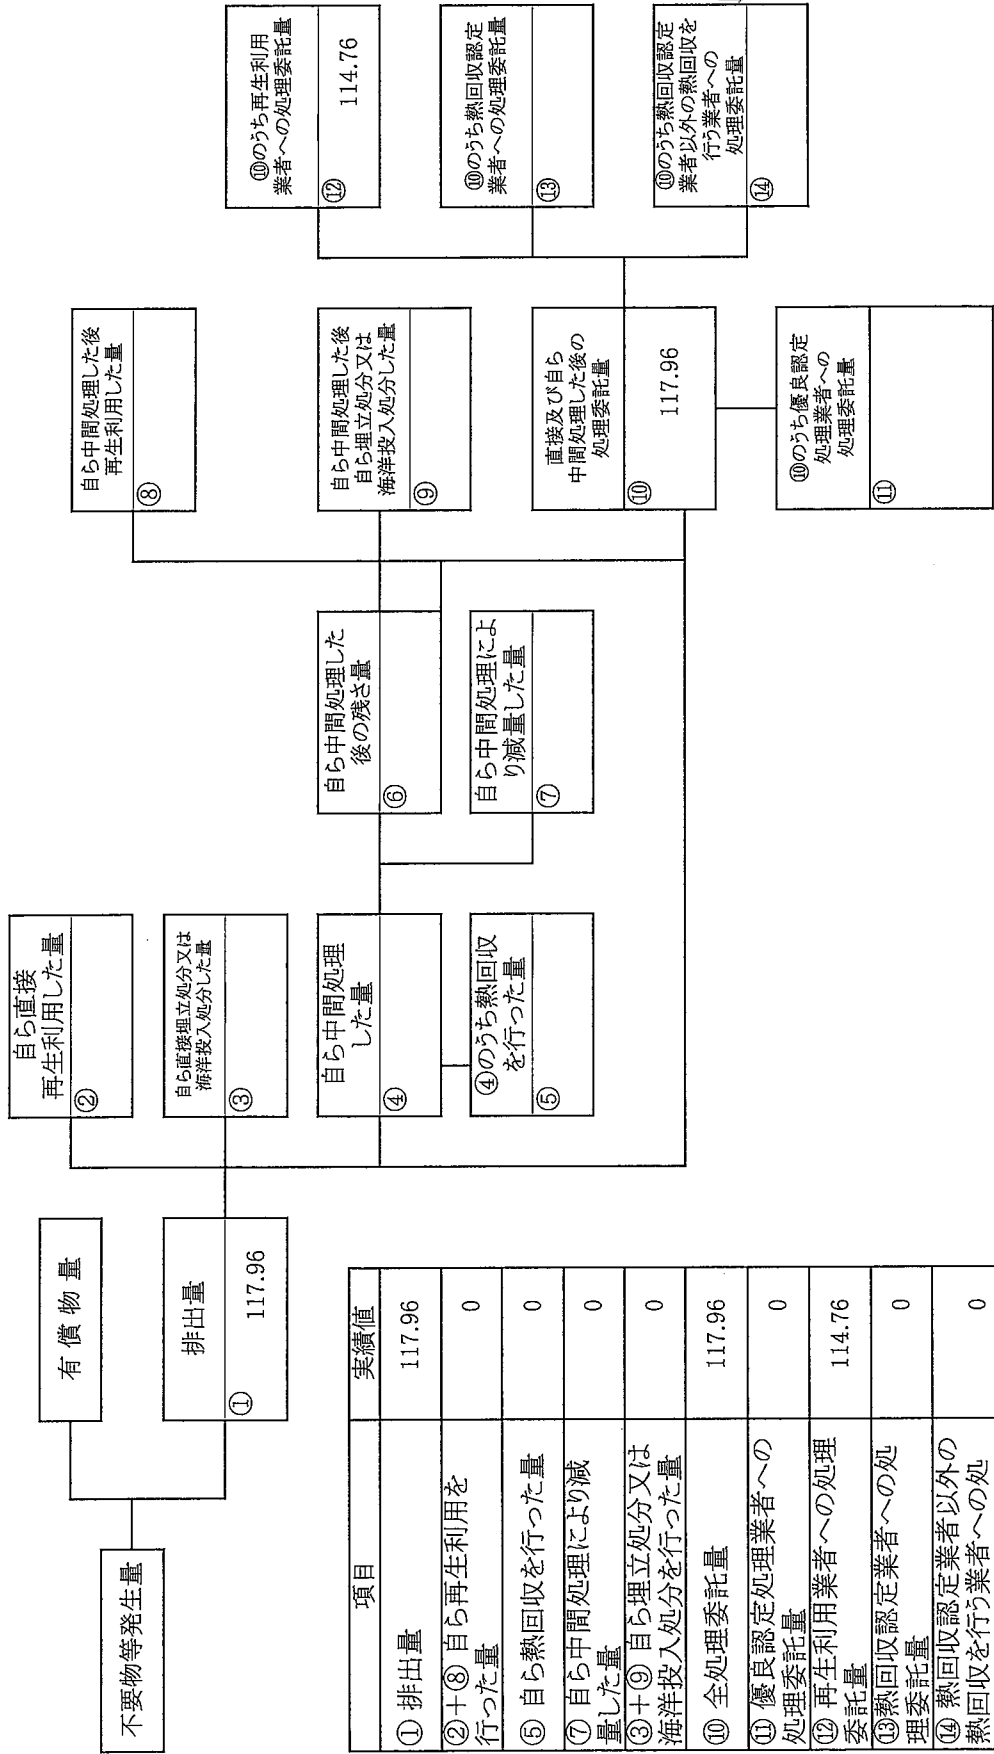 不要物等発生量
有償物量
排出量
①
117.96
自ら直接
再生利用した量
②
自ら直接埋立処分又は
海洋投入処分した量
③
自ら中間処理
した量
④
④のうち熱回収
を行った量
⑤
自ら中間処理した
後の残さ量
⑥
自ら中間処理によ
り減量した量
⑦
自ら中間処理した後
再生利用した量
⑧
自ら中間処理した後
自ら埋立処分又は
海洋投入処分した量
⑨
直接及び自ら
中間処理した後の
処理委託量
⑩
117.96
⑩のうち優良認定
処理業者への
処理委託量
⑪
⑩のうち再生利用
業者への処理委託量
⑫
114.76
⑩のうち熱回収認定
業者への処理委託量
⑬
⑩のうち熱回収認定
業者以外の熱回収を
行う業者への
処理委託量
⑭
項目 実績値
①排出量 117.96
②＋⑧自ら再生利用を
行った量 0
⑤自ら熱回収を行った量 0
⑦自ら中間処理により減
量した量 0
③＋⑨自ら埋立処分又は
海洋投入処分を行った量 0
⑩全処理委託量 117.96
⑪優良認定処理業者への
処理委託量 0
⑫再生利用業者への処理
委託量 114.76
⑬熱回収認定業者への処
理委託量 0
⑭熱回収認定業者以外の
熱回収を行う業者への処 0